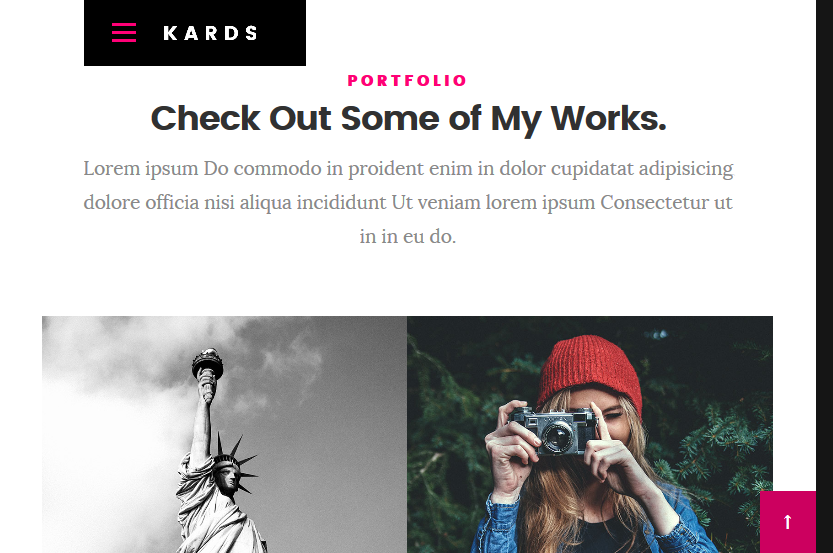 KARDS
PORTFOLIO
Check Out Some of My Works.
Lorem ipsum Do commodo in proident enim in dolor cupidatat adipisicing
dolore officia nisi aliqua incididunt Ut veniam lorem ipsum Consectetur ut
in in eu do.